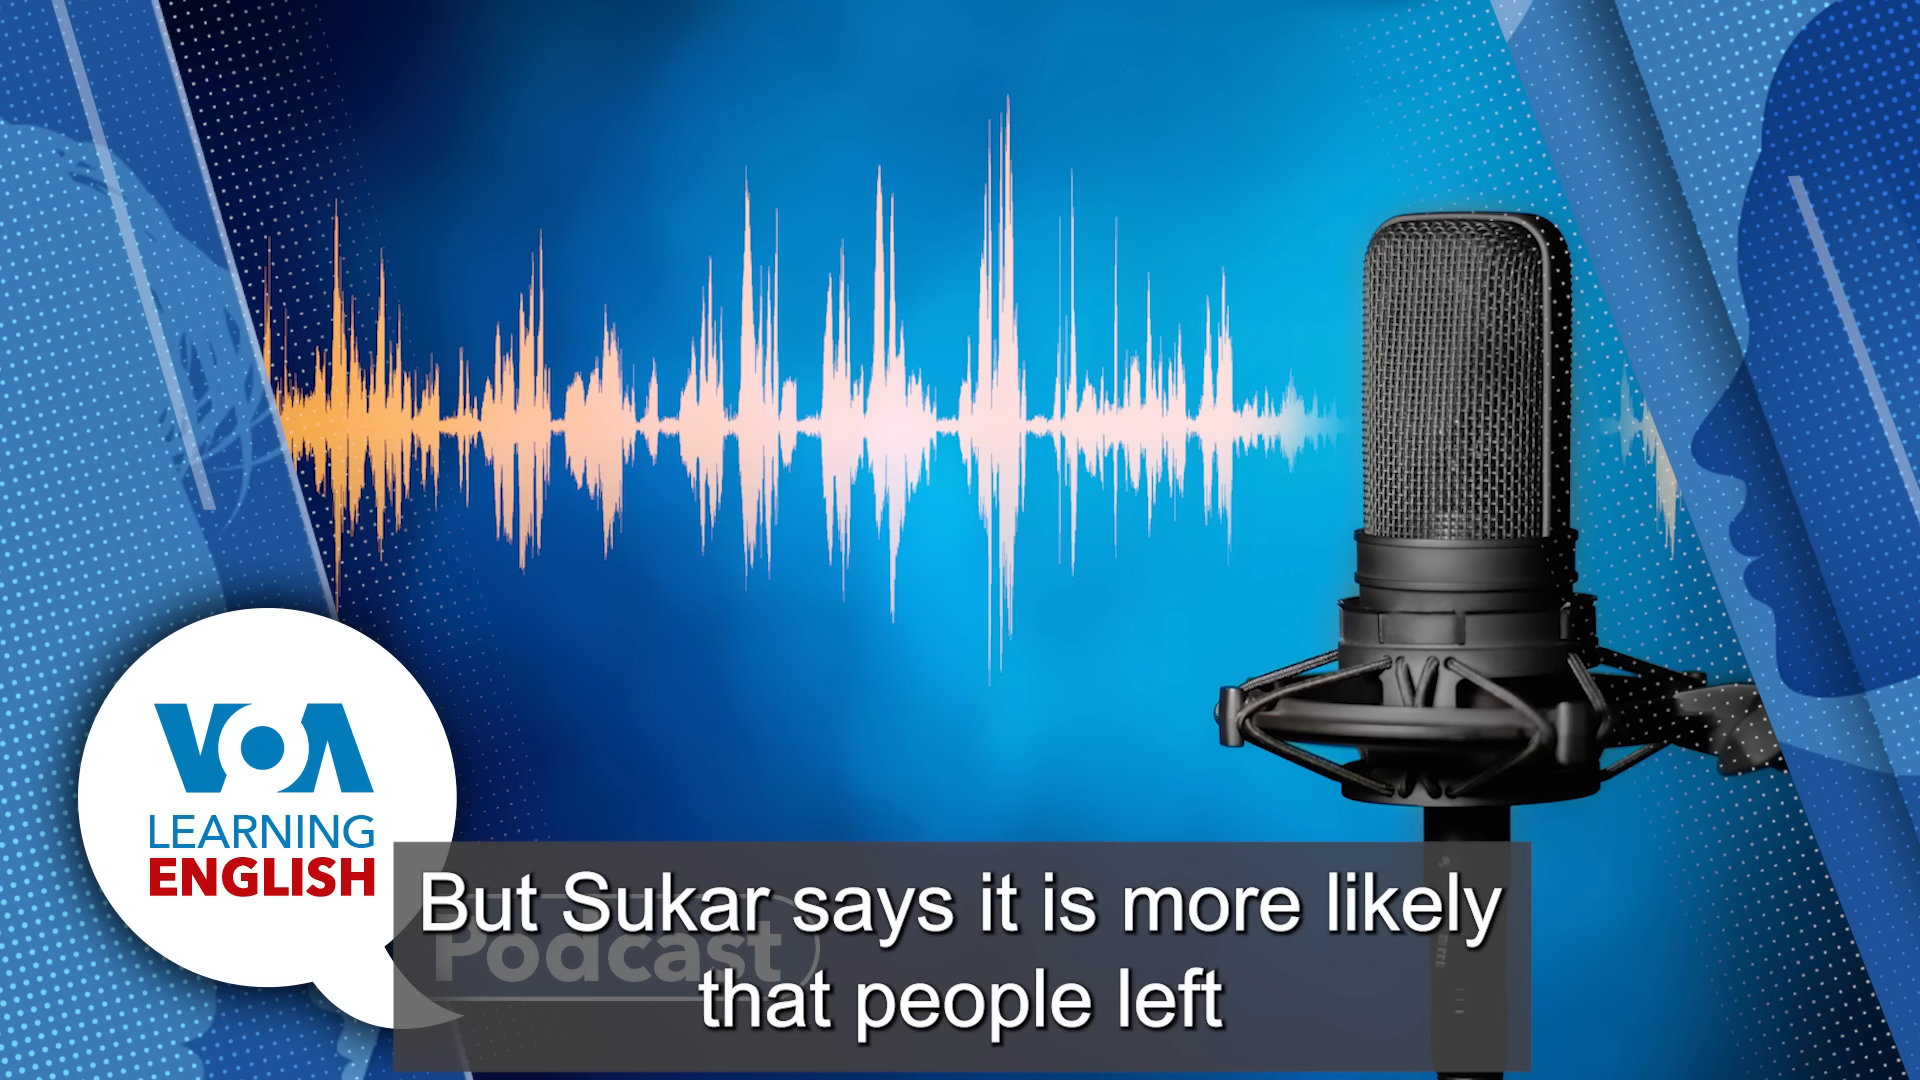 VOA
LEARNING
ENGLISH
Podcast
But Sukar says it is more likely
that people left